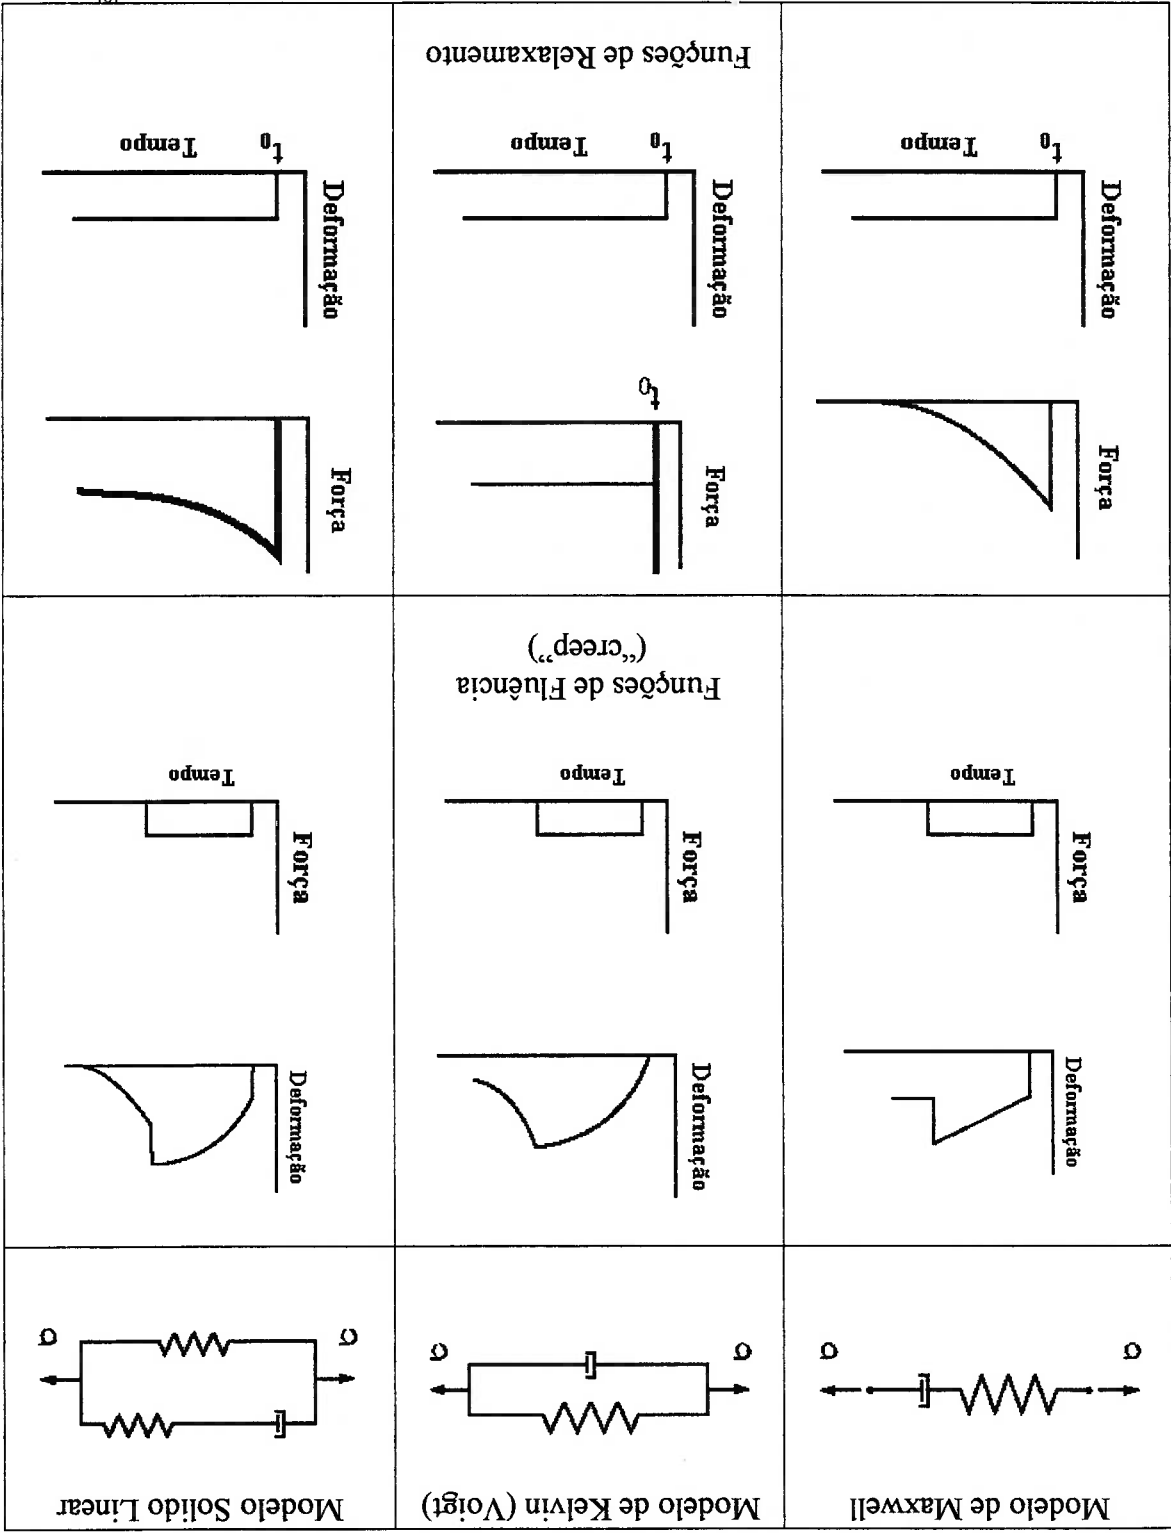 Modelo de Maxwell
Modelo de Kelvin (Voigt)
Modelo Solido Linear
σ
σ
σ
σ
σ
σ
Deformação
Deformação
Deformação
Força
Força
Força
Tempo
Tempo
Tempo
Funções de Fluência
(“creep”)
Força
Força
Força
t₀
Deformação
Deformação
Deformação
t₀ Tempo
t₀ Tempo
t₀ Tempo
Funções de Relaxamento